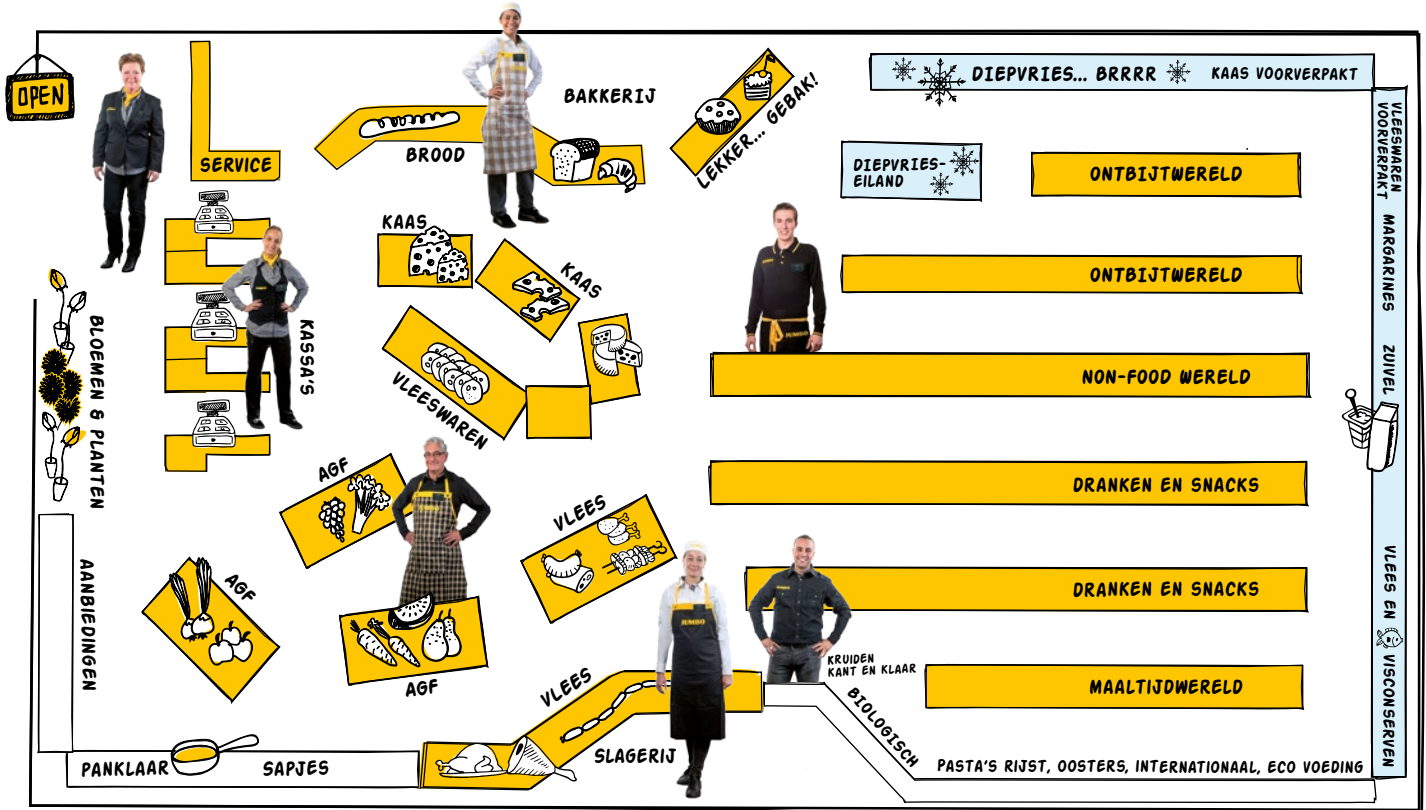 OPEN
SERVICE
BROOD
BAKKERIJ
LEKKER... GEBAK!
DIEPVRIES... BRRRR
KAAS VOORVERPAKT
DIEPVRIES-
EILAND
ONTBIJTWERELD
VLEESWAREN
VOORVERPAKT
MARGARINES
ZUIVEL
VLEES EN VISCONSERVEN
KAAS
KAAS
ONTBIJTWERELD
BLOEMEN & PLANTEN
KASSA'S
VLEESWAREN
JUMBO
NON-FOOD WERELD
DRANKEN EN SNACKS
AGF
VLEES
DRANKEN EN SNACKS
AANBIEDINGEN
AGF
AGF
JUMBO
KRUIDEN
KANT EN KLAAR
MAALTIJDWERELD
VLEES
SLAGERIJ
BIOLOGISCH
PANKLAAR
SAPJES
PASTA'S RIJST, OOSTERS, INTERNATIONAAL, ECO VOEDING